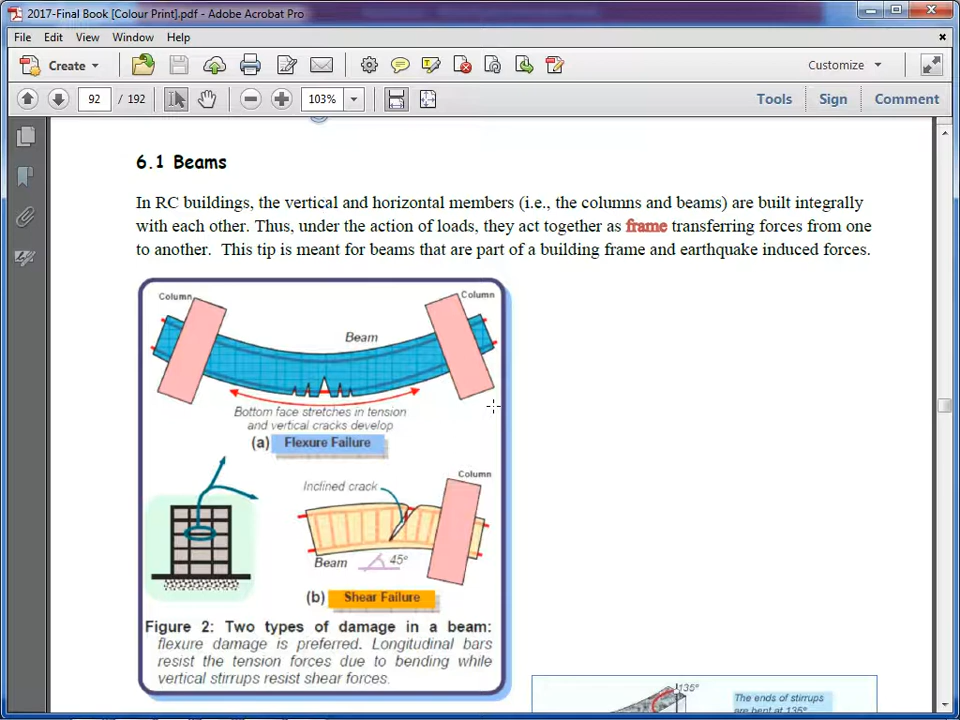 2017-Final Book [Colour Print].pdf - Adobe Acrobat Pro
File Edit View Window Help
Create Customize
92 / 192 103% Tools Sign Comment
6.1 Beams
In RC buildings, the vertical and horizontal members (i.e., the columns and beams) are built integrally
with each other. Thus, under the action of loads, they act together as frame transferring forces from one
to another. This tip is meant for beams that are part of a building frame and earthquake induced forces.
Column Column
Beam
Bottom face stretches in tension
and vertical cracks develop
(a) Flexure Failure
Column
Inclined crack
Beam 45°
(b) Shear Failure
Figure 2: Two types of damage in a beam:
flexure damage is preferred. Longitudinal bars
resist the tension forces due to bending while
vertical stirrups resist shear forces.
135°
The ends of stirrups
are bent at 135°